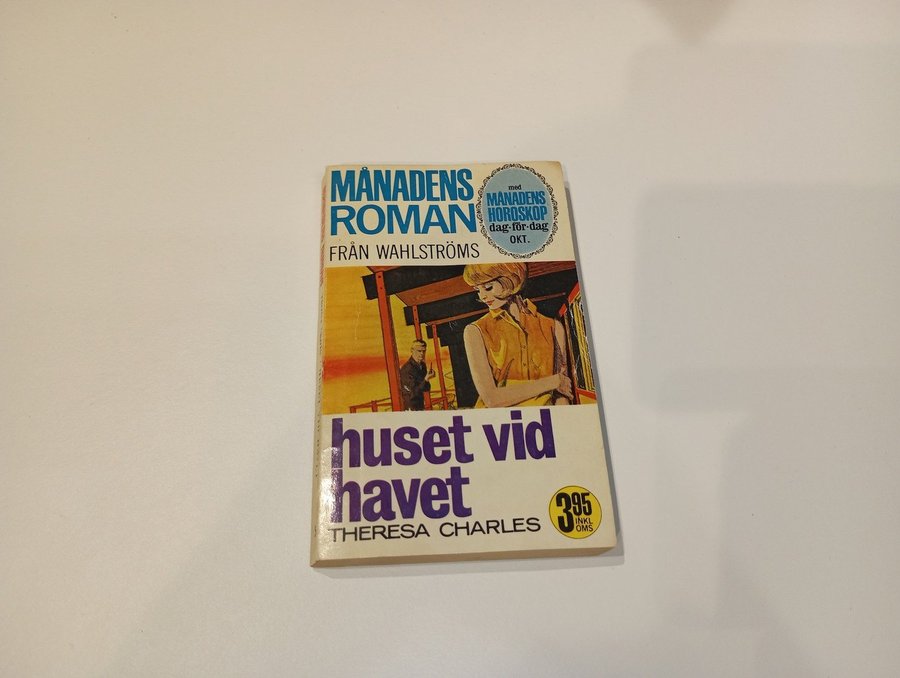 MÅNADENS
ROMAN
FRÅN WAHLSTRÖMS
med
MÅNADENS
HOROSKOP
dag-för-dag
OKT.
huset vid
havet
THERESA CHARLES
3.95
INKL
OMS